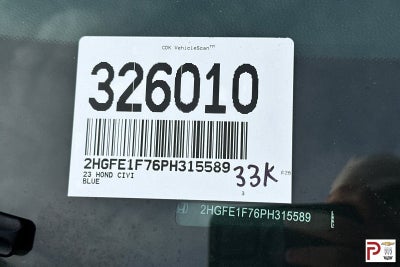 CDK VehicleScan™
326010
2HGFE1F76PH315589
23 HOND CIVI
BLUE
33K
2HGFE1F76PH315589
P